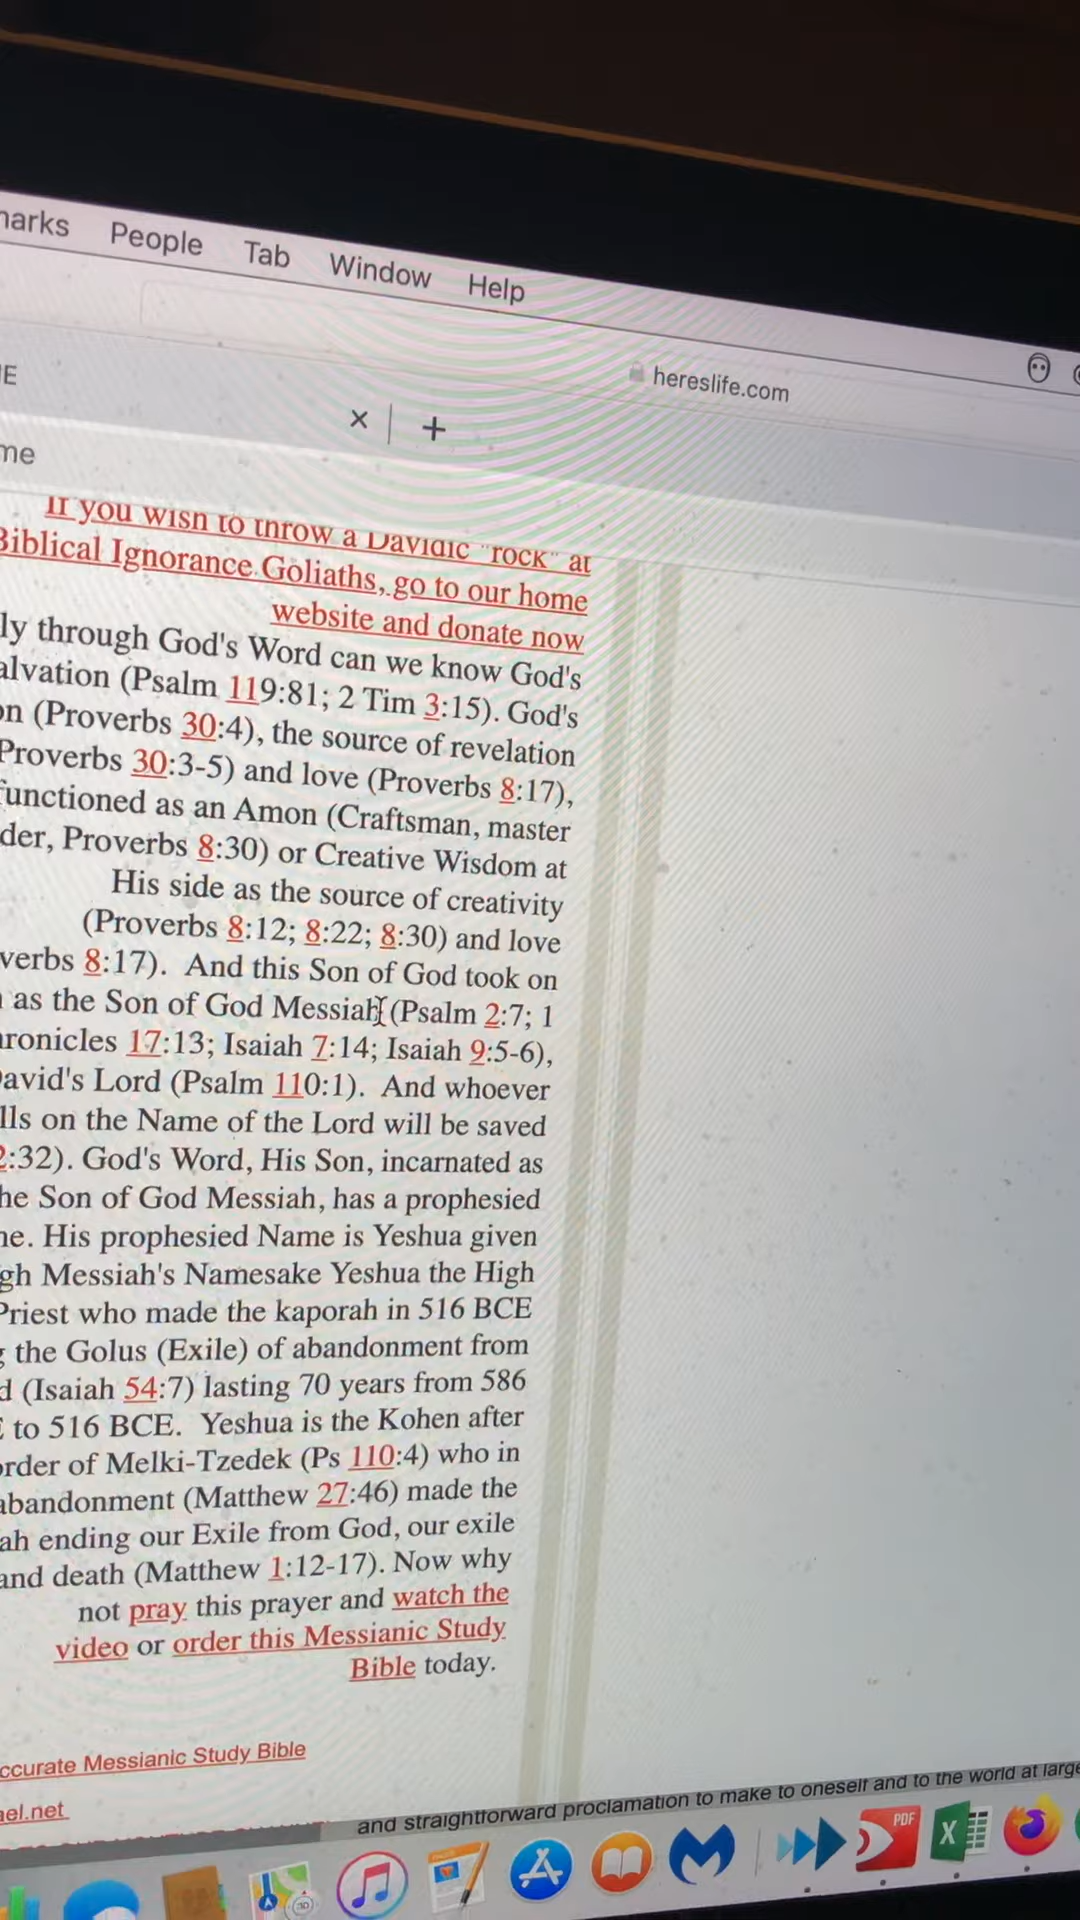 People Tab Window Help
hereslife.com
If you wish to throw a Davidic "rock" at
Biblical Ignorance Goliaths, go to our home
website and donate now
ly through God's Word can we know God's
alvation (Psalm 119:81; 2 Tim 3:15). God's
on (Proverbs 30:4), the source of revelation
Proverbs 30:3-5) and love (Proverbs 8:17),
functioned as an Amon (Craftsman, master
der, Proverbs 8:30) or Creative Wisdom at
His side as the source of creativity
(Proverbs 8:12; 8:22; 8:30) and love
verbs 8:17). And this Son of God took on
as the Son of God Messiah (Psalm 2:7; 1
ronicles 17:13; Isaiah 7:14; Isaiah 9:5-6),
avid's Lord (Psalm 110:1). And whoever
lls on the Name of the Lord will be saved
2:32). God's Word, His Son, incarnated as
he Son of God Messiah, has a prophesied
me. His prophesied Name is Yeshua given
gh Messiah's Namesake Yeshua the High
Priest who made the kaporah in 516 BCE
the Golus (Exile) of abandonment from
d (Isaiah 54:7) lasting 70 years from 586
to 516 BCE. Yeshua is the Kohen after
order of Melki-Tzedek (Ps 110:4) who in
abandonment (Matthew 27:46) made the
ah ending our Exile from God, our exile
and death (Matthew 1:12-17). Now why
not pray this prayer and watch the
video or order this Messianic Study
Bible today.
ccurate Messianic Study Bible
ael.net
and straightforward proclamation to make to oneself and to the world at large
PDF